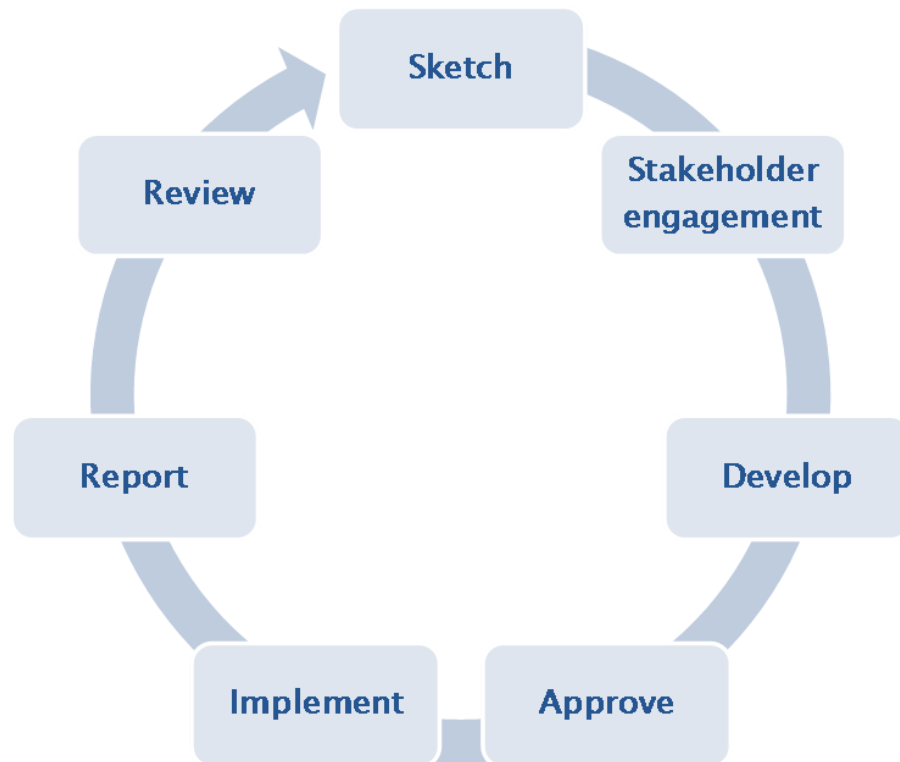 Sketch
Stakeholder
engagement
Develop
Approve
Implement
Report
Review